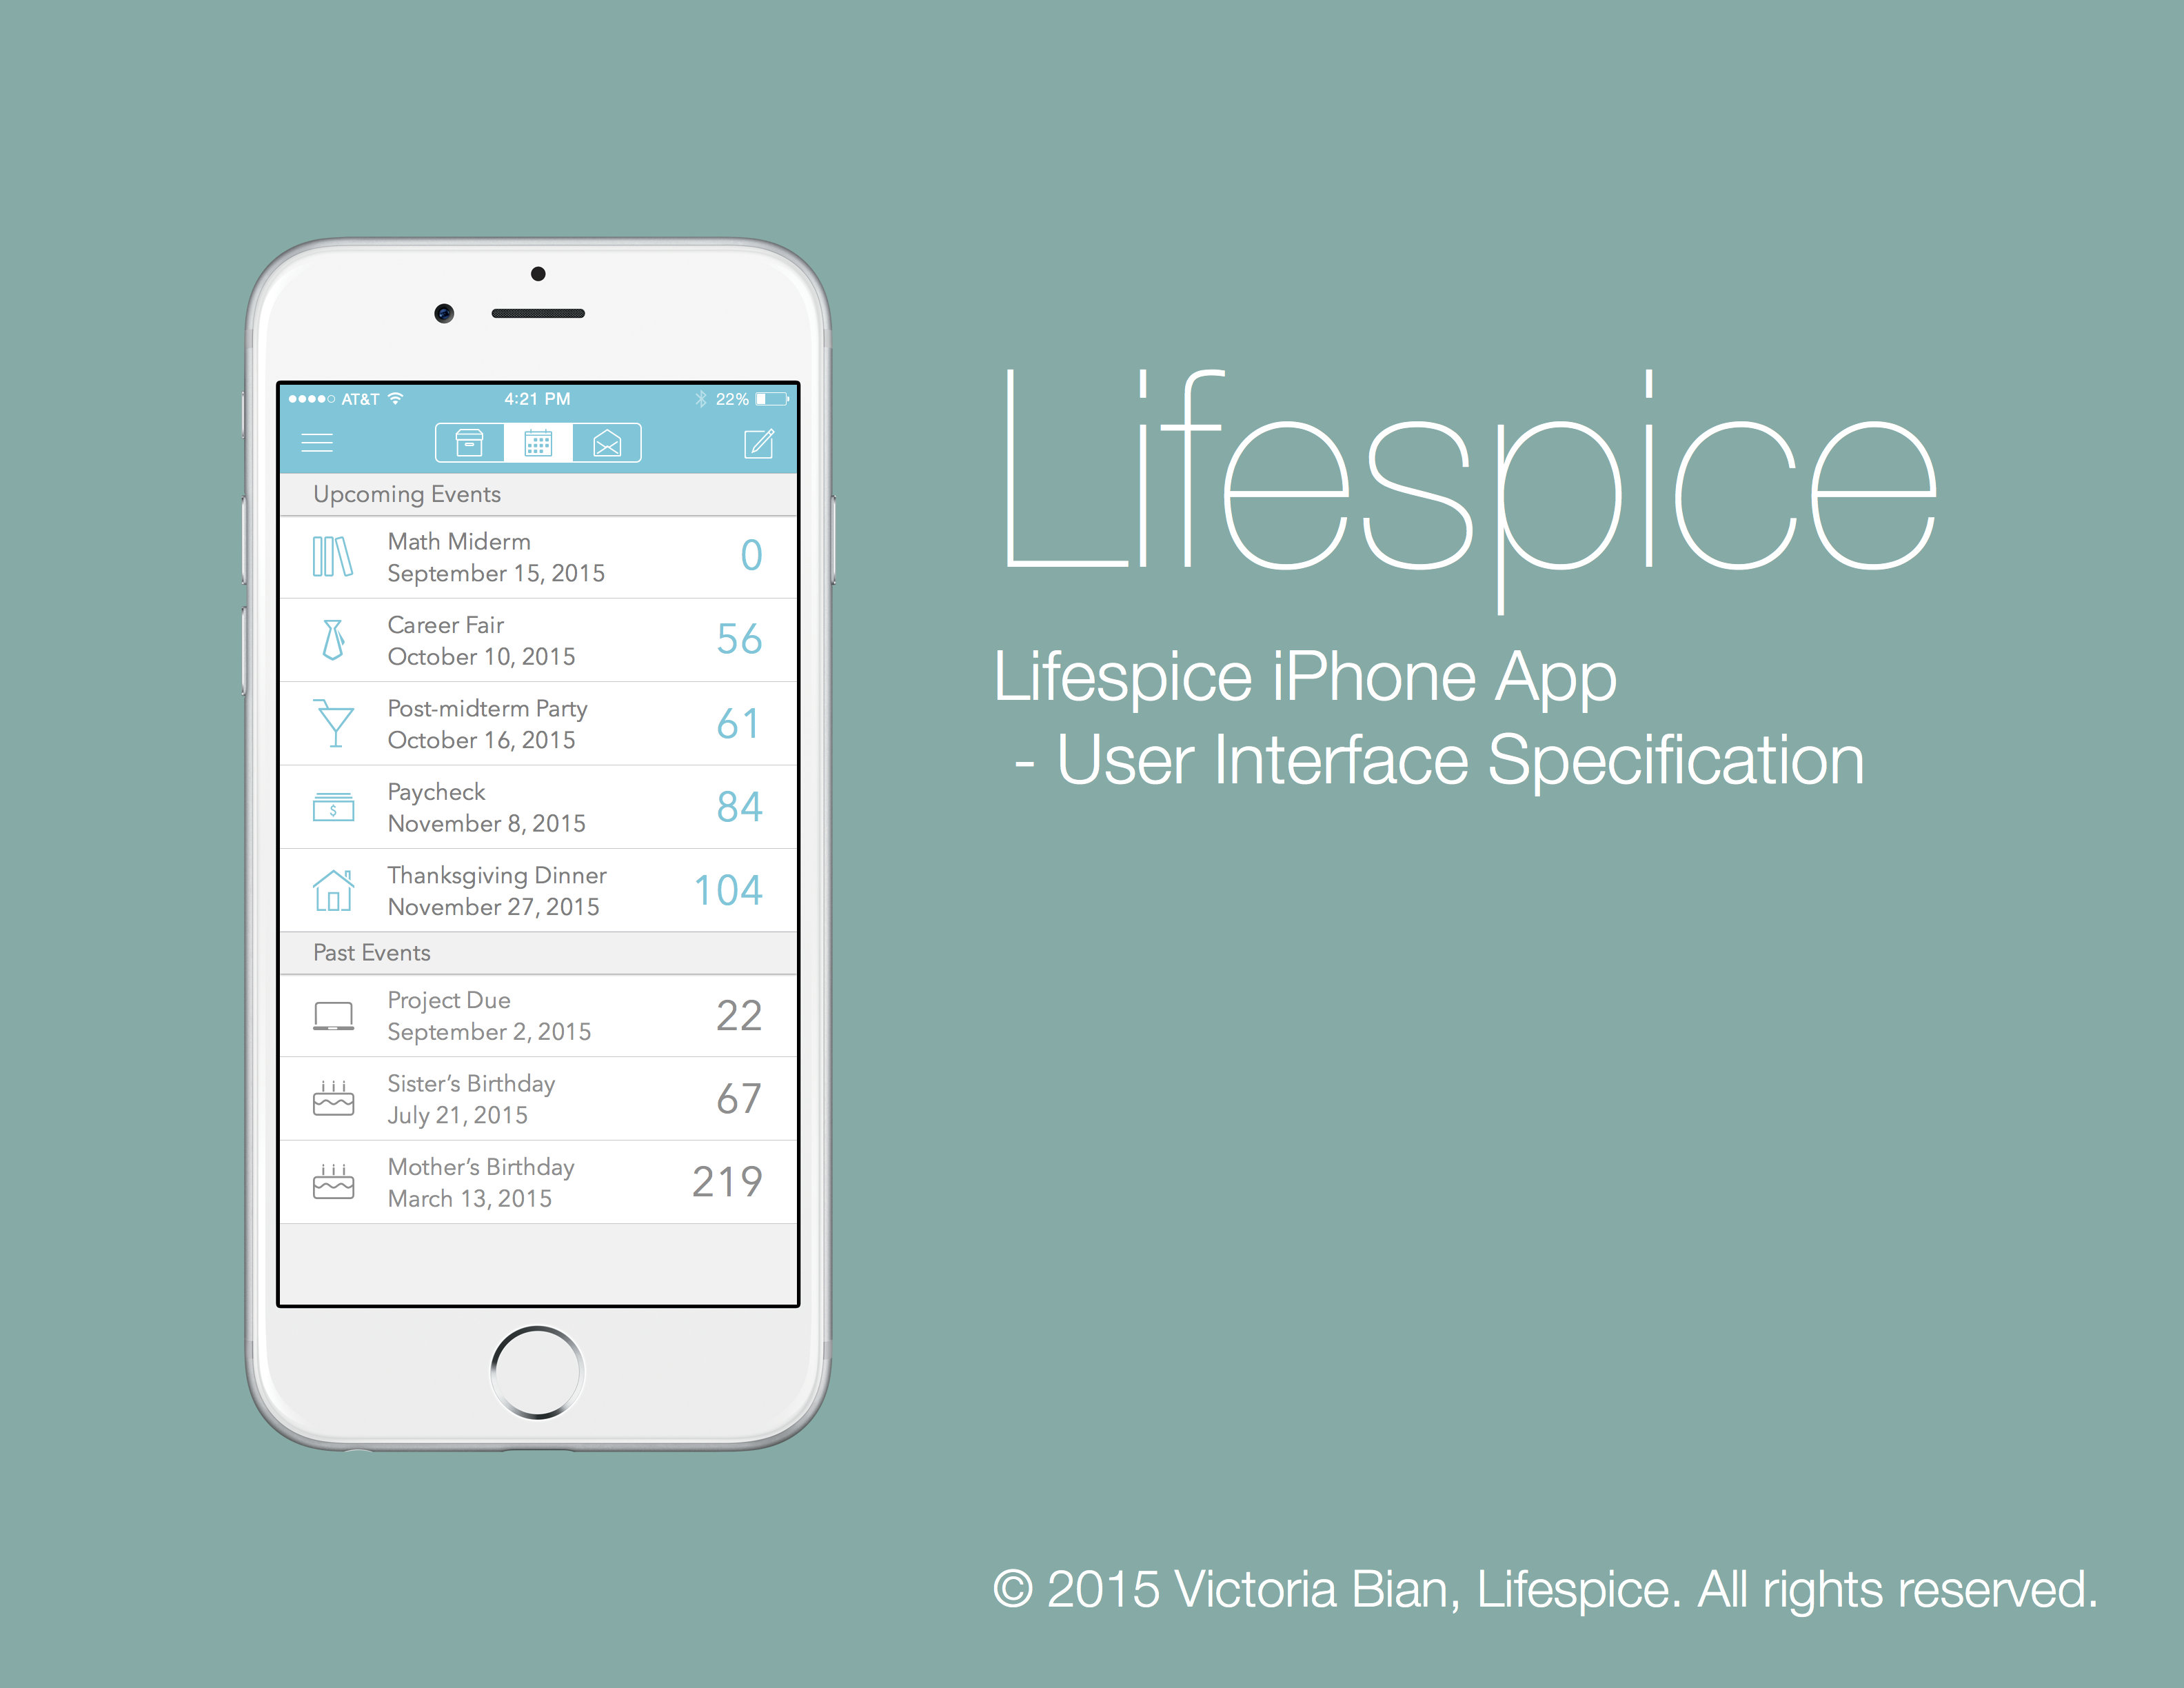 AT&T 4:21 PM 22%
Upcoming Events
Math Miderm
September 15, 2015
0
Career Fair
October 10, 2015
56
Post-midterm Party
October 16, 2015
61
$
Paycheck
November 8, 2015
84
Thanksgiving Dinner
November 27, 2015
104
Past Events
Project Due
September 2, 2015
22
Sister’s Birthday
July 21, 2015
67
Mother’s Birthday
March 13, 2015
219
Lifespice
Lifespice iPhone App
- User Interface Specification
© 2015 Victoria Bian, Lifespice. All rights reserved.